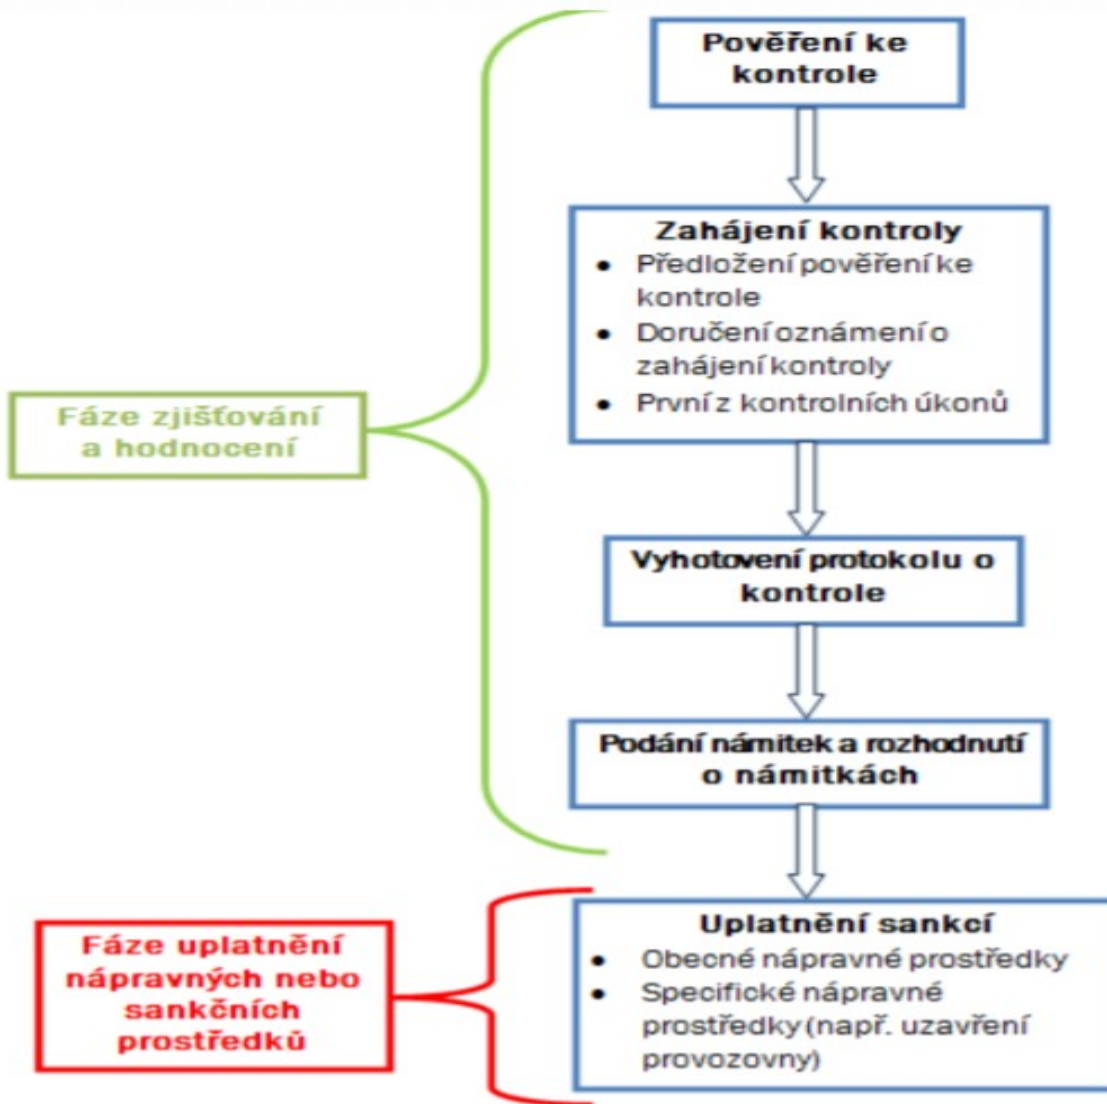 Pověření ke
kontrole
Zahájení kontroly
• Předložení pověření ke
kontrole
• Doručení oznámení o
zahájení kontroly
• První z kontrolních úkonů
Fáze zjišťování
a hodnocení
Vyhotovení protokolu o
kontrole
Podání námitek a rozhodnutí
o námitkách
Fáze uplatnění
nápravných nebo
sankčních
prostředků
Uplatnění sankcí
• Obecné nápravné prostředky
• Specifické nápravné
prostředky (např. uzavření
provozovny)